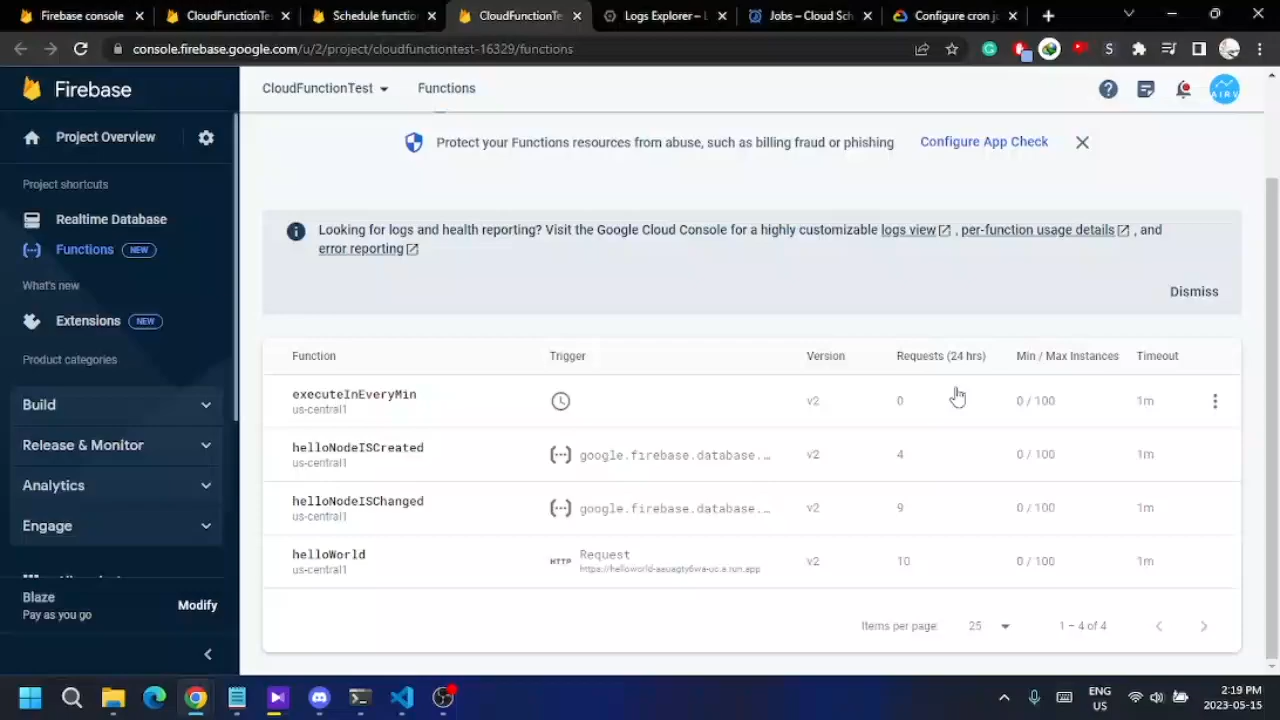 Firebase console
CloudFunctionTe
Schedule functio
CloudFunctionTe
Logs Explorer – L
Jobs – Cloud Sch
Configure cron j
console.firebase.google.com/u/2/project/cloudfunctiontest-16329/functions
Firebase
CloudFunctionTest
Functions
Project Overview
Protect your Functions resources from abuse, such as billing fraud or phishing
Configure App Check
Project shortcuts
Realtime Database
Functions NEW
What's new
Extensions NEW
Product categories
Build
Release & Monitor
Analytics
Engage
Blaze
Pay as you go
Modify
Looking for logs and health reporting? Visit the Google Cloud Console for a highly customizable logs view , per-function usage details , and
error reporting
Dismiss
Function Trigger Version Requests (24 hrs) Min / Max Instances Timeout
executeInEveryMin v2 0 0 / 100 1m
us-central1
helloNodeISCreated google.firebase.database.… v2 4 0 / 100 1m
us-central1
helloNodeISChanged google.firebase.database.… v2 9 0 / 100 1m
us-central1
helloWorld HTTP Request v2 10 0 / 100 1m
us-central1
Items per page: 25 1 – 4 of 4
ENG
US
2:19 PM
2023-05-15